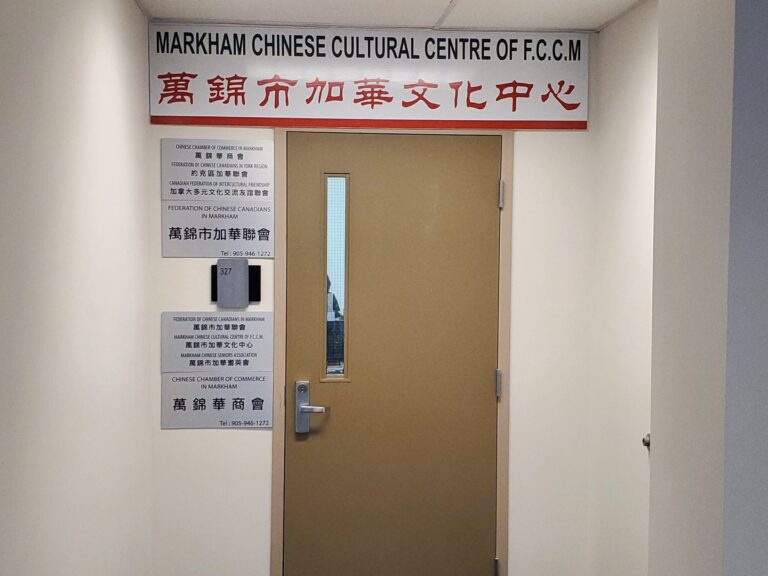 MARKHAM CHINESE CULTURAL CENTRE OF F.C.C.M
萬錦市加華文化中心
CHINESE CHAMBER OF COMMERCE IN MARKHAM
萬錦華商會
FEDERATION OF CHINESE CANADIANS IN YORK REGION
約克區加華聯會
CANADIAN FEDERATION OF INTERCULTURAL FRIENDSHIP
加拿大多元文化交流友誼聯會
FEDERATION OF CHINESE CANADIANS
IN MARKHAM
萬錦市加華聯會
Tel : 905-946-1272
327
FEDERATION OF CHINESE CANADIANS IN MARKHAM
萬錦市加華聯會
MARKHAM CHINESE CULTURAL CENTRE OF F.C.C.M.
萬錦市加華文化中心
MARKHAM CHINESE SENIORS ASSOCIATION
萬錦市加華耆英會
CHINESE CHAMBER OF COMMERCE
IN MARKHAM
萬錦華商會
Tel : 905-946-1272